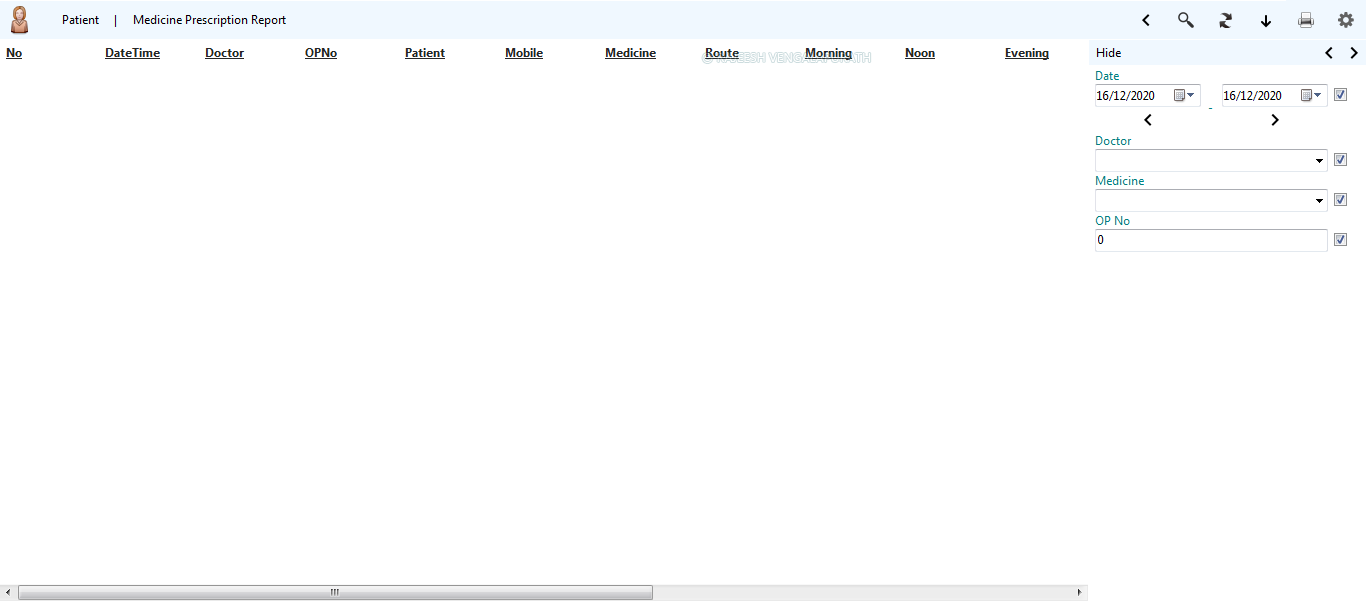 Patient | Medicine Prescription Report
No DateTime Doctor OPNo Patient Mobile Medicine Route Morning Noon Evening
Hide
Date
16/12/2020 - 16/12/2020
Doctor
Medicine
OP No
0